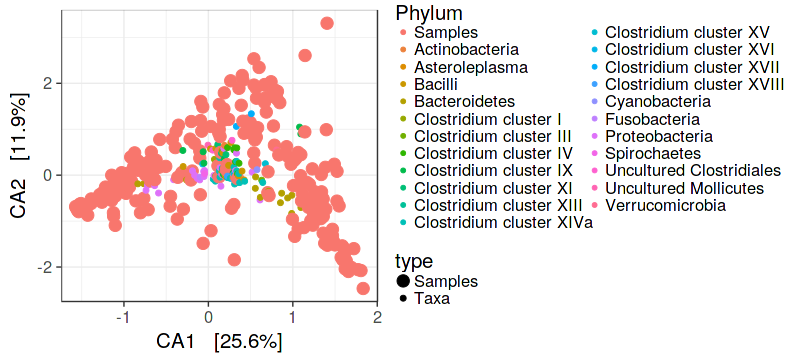 Phylum
Samples
Actinobacteria
Asteroleplasma
Bacilli
Bacteroidetes
Clostridium cluster I
Clostridium cluster III
Clostridium cluster IV
Clostridium cluster IX
Clostridium cluster XI
Clostridium cluster XIII
Clostridium cluster XIVa
Clostridium cluster XV
Clostridium cluster XVI
Clostridium cluster XVII
Clostridium cluster XVIII
Cyanobacteria
Fusobacteria
Proteobacteria
Spirochaetes
Uncultured Clostridiales
Uncultured Mollicutes
Verrucomicrobia
type
Samples
Taxa
CA2 [11.9%]
2
0
-2
-1
0
1
2
CA1 [25.6%]